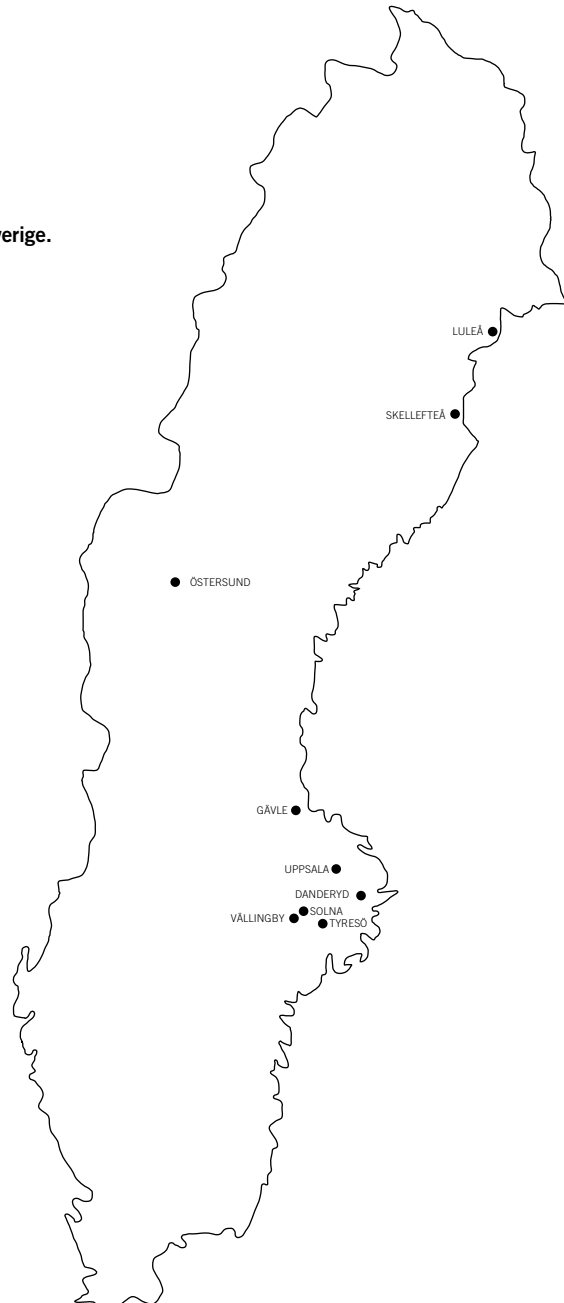 verige.
LULEÅ
SKELLEFTEÅ
ÖSTERSUND
GÄVLE
UPPSALA
DANDERYD
SOLNA
VÄLLINGBY
TYRESÖ